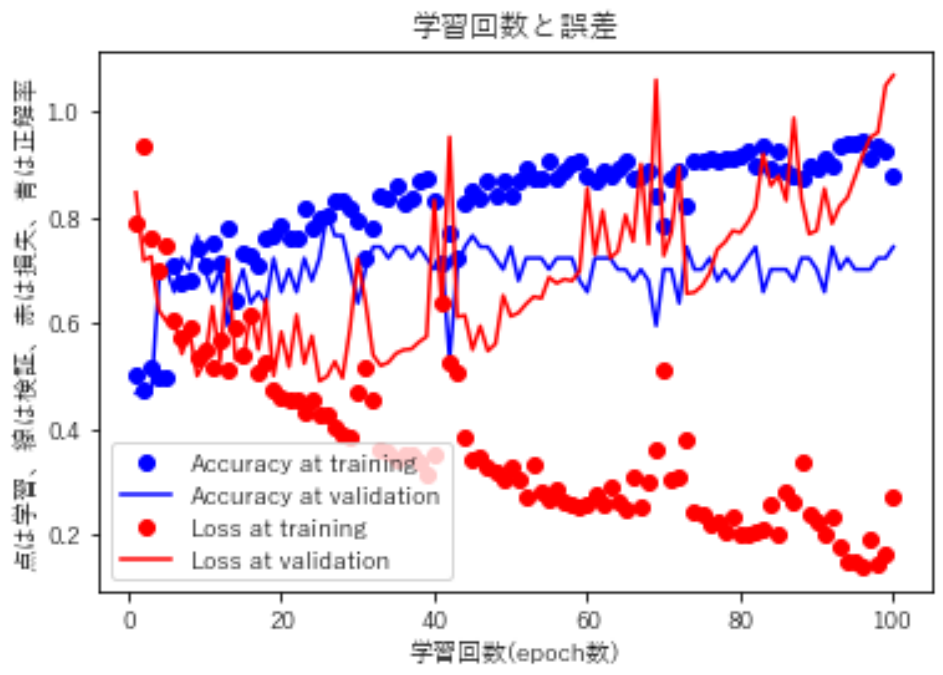 学習回数と誤差
点は学習、線は検証、赤は損失、青は正解率
1.0
0.8
0.6
0.4
0.2
Accuracy at training
Accuracy at validation
Loss at training
Loss at validation
0 20 40 60 80 100
学習回数(epoch数)